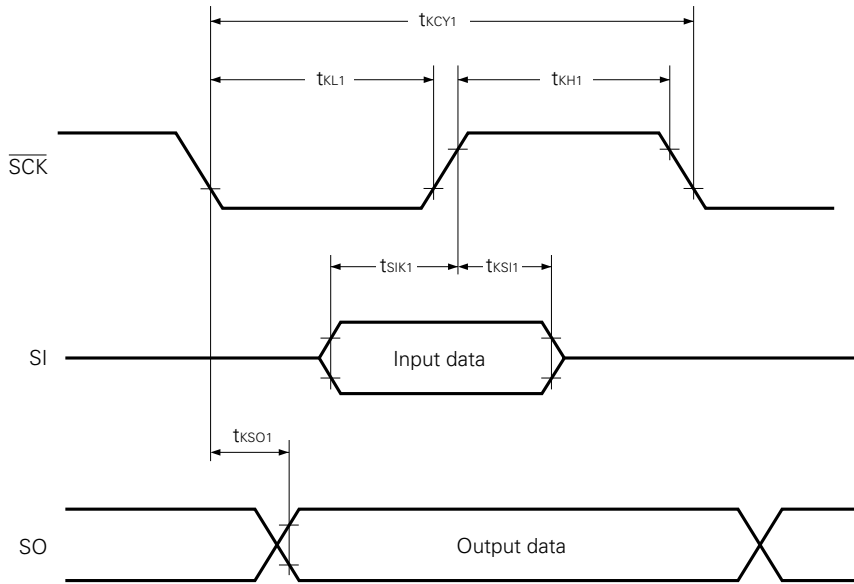 tKCY1
tKL1
tKH1
SCK
tSIK1
tKSI1
SI
Input data
tKSO1
SO
Output data